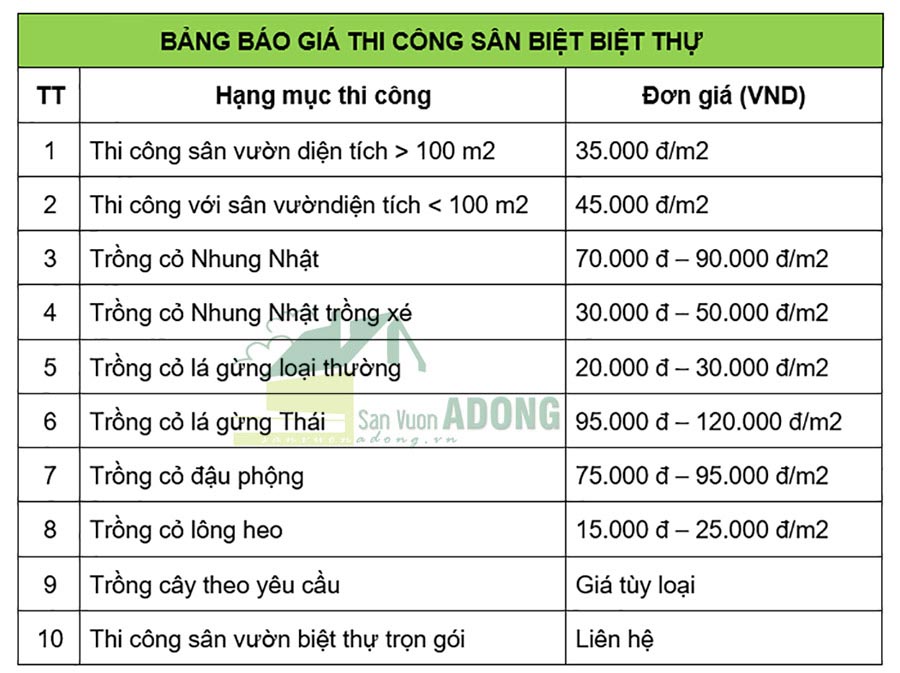 BẢNG BÁO GIÁ THI CÔNG SÂN BIỆT BIỆT THỰ
TT Hạng mục thi công Đơn giá (VND)
1 Thi công sân vườn diện tích > 100 m2 35.000 đ/m2
2 Thi công với sân vườndiện tích < 100 m2 45.000 đ/m2
3 Trồng cỏ Nhung Nhật 70.000 đ – 90.000 đ/m2
4 Trồng cỏ Nhung Nhật trồng xé 30.000 đ – 50.000 đ/m2
5 Trồng cỏ lá gừng loại thường 20.000 đ – 30.000 đ/m2
6 Trồng cỏ lá gừng Thái 95.000 đ – 120.000 đ/m2
San Vuon ADONG
sanvuonadong.vn
7 Trồng cỏ đậu phộng 75.000 đ – 95.000 đ/m2
8 Trồng cỏ lông heo 15.000 đ – 25.000 đ/m2
9 Trồng cây theo yêu cầu Giá tùy loại
10 Thi công sân vườn biệt thự trọn gói Liên hệ